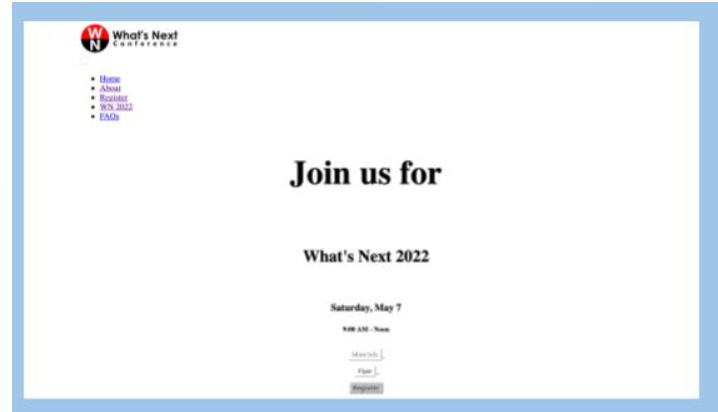 WN What's Next
Conference
Home
About
Register
WN 2022
FAQs
Join us for
What's Next 2022
Saturday, May 7
9:00 AM - Noon
More Info
Flyer
Register